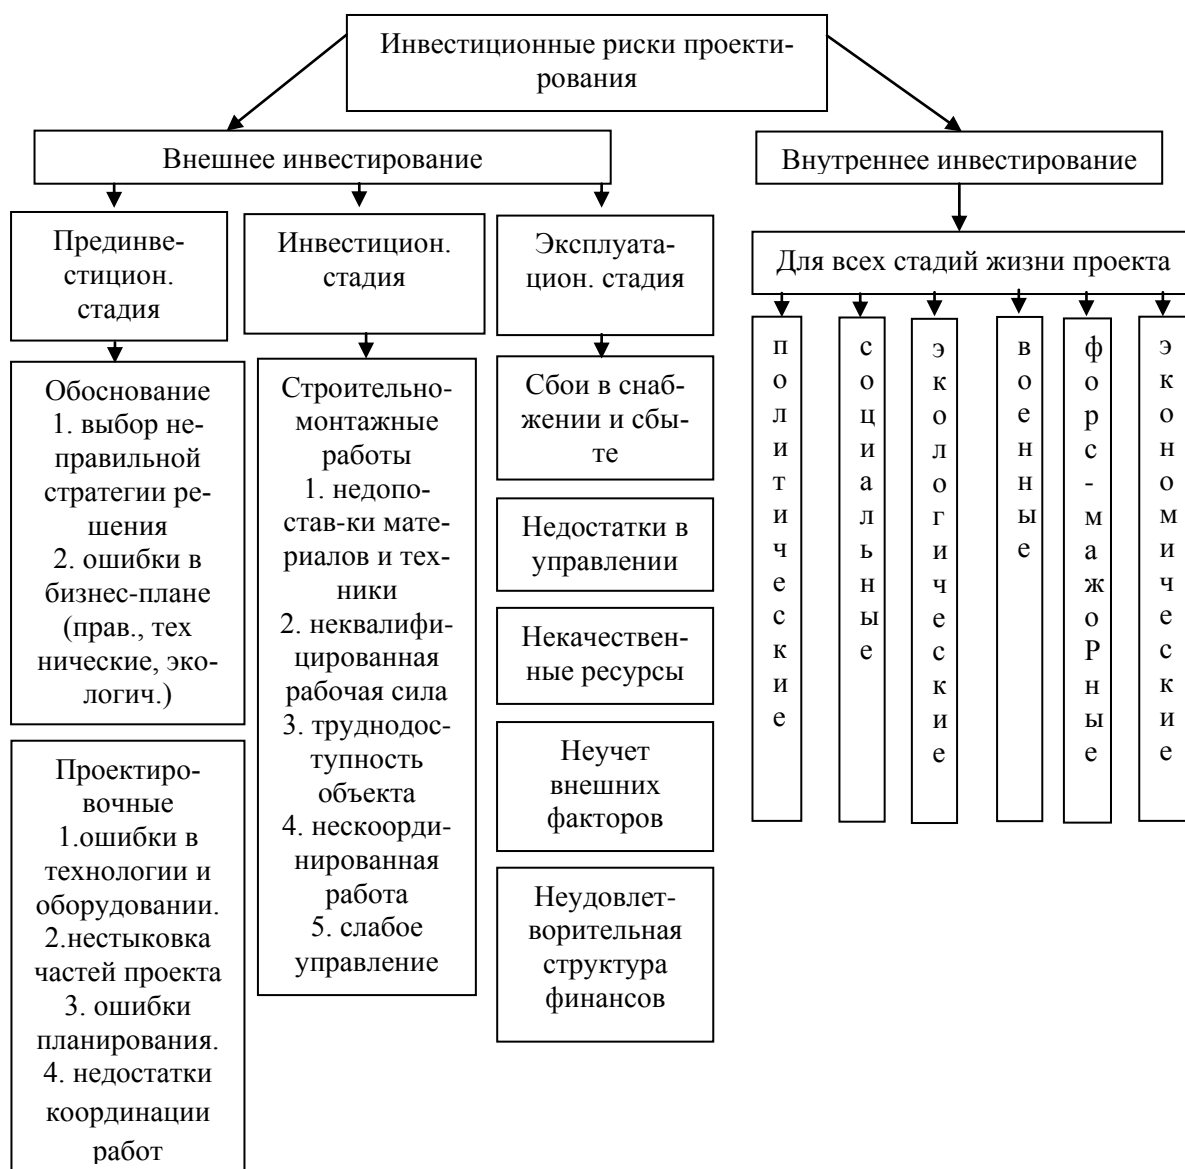 Инвестиционные риски проекти-
рования
Внешнее инвестирование
Внутреннее инвестирование
Прединве-
стицион.
стадия
Инвестицион.
стадия
Эксплуата-
цион. стадия
Для всех стадий жизни проекта
Обоснование
1. выбор не-
правильной
стратегии ре-
шения
2. ошибки в
бизнес-плане
(прав., тех
нические, эко-
логич.)
Проектиро-
вочные
1.ошибки в
технологии и
оборудовании.
2.нестыковка
частей проекта
3. ошибки
планирования.
4. недостатки
координации
работ
Строительно-
монтажные
работы
1. недопо-
став-ки мате-
риалов и тех-
ники
2. неквалифи-
цированная
рабочая сила
3. труднодос-
тупность
объекта
4. нескоорди-
нированная
работа
5. слабое
управление
Сбои в снаб-
жении и сбы-
те
Недостатки в
управлении
Некачествен-
ные ресурсы
Неучет
внешних
факторов
Неудовлет-
ворительная
структура
финансов
политические
социальные
экологические
военные
форс-мажоРные
экономические